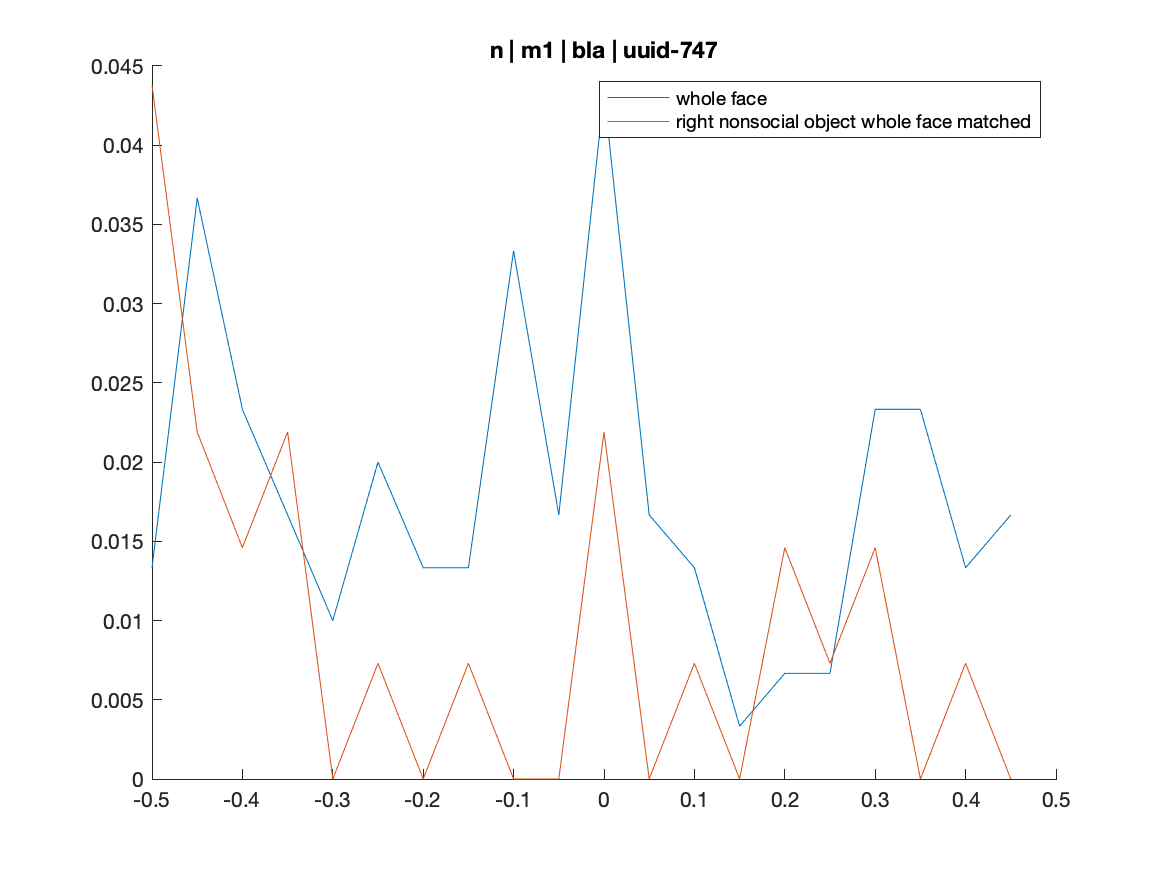 n | m1 | bla | uuid-747
0.045
0.04
0.035
0.03
0.025
0.02
0.015
0.01
0.005
0
whole face
right nonsocial object whole face matched
-0.5 -0.4 -0.3 -0.2 -0.1 0 0.1 0.2 0.3 0.4 0.5